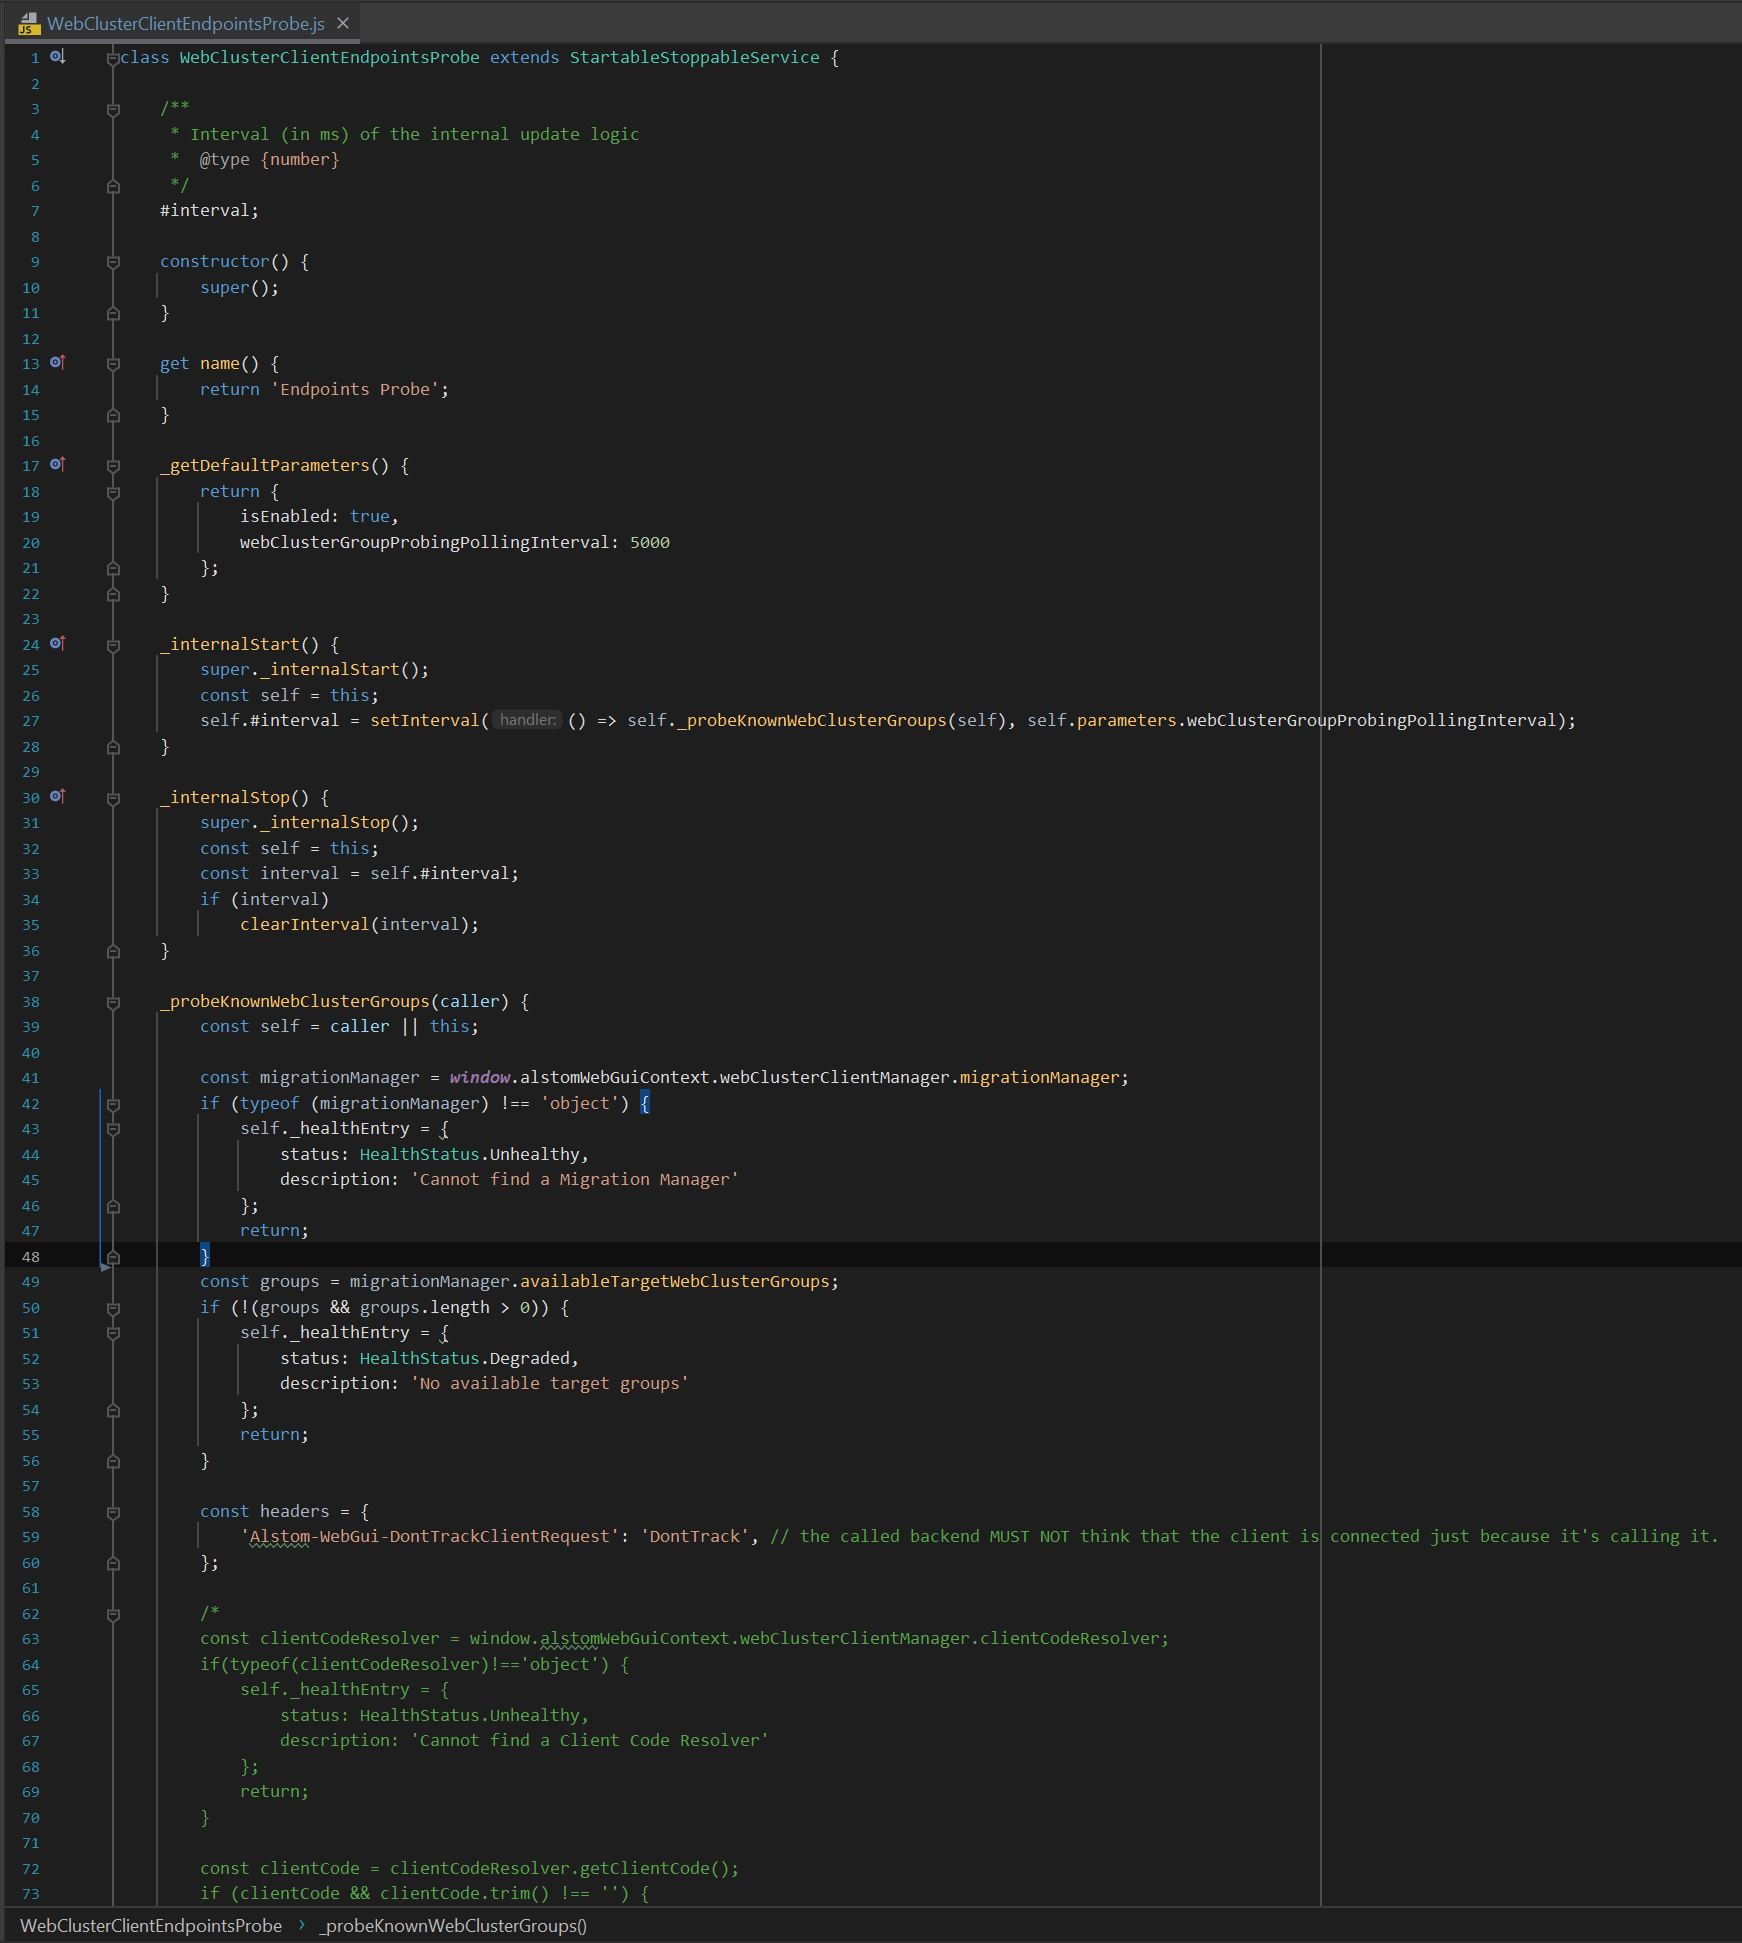 WebClusterClientEndpointsProbe.js
1 class WebClusterClientEndpointsProbe extends StartableStoppableService {
2
3     /**
4      * Interval (in ms) of the internal update logic
5      *  @type {number}
6      */
7     #interval;
8
9     constructor() {
10         super();
11     }
12
13     get name() {
14         return 'Endpoints Probe';
15     }
16
17     _getDefaultParameters() {
18         return {
19             isEnabled: true,
20             webClusterGroupProbingPollingInterval: 5000
21         };
22     }
23
24     _internalStart() {
25         super._internalStart();
26         const self = this;
27         self.#interval = setInterval( handler: () => self._probeKnownWebClusterGroups(self), self.parameters.webClusterGroupProbingPollingInterval);
28     }
29
30     _internalStop() {
31         super._internalStop();
32         const self = this;
33         const interval = self.#interval;
34         if (interval)
35             clearInterval(interval);
36     }
37
38     _probeKnownWebClusterGroups(caller) {
39         const self = caller || this;
40
41         const migrationManager = window.alstomWebGuiContext.webClusterClientManager.migrationManager;
42         if (typeof (migrationManager) !== 'object') {
43             self._healthEntry = {
44                 status: HealthStatus.Unhealthy,
45                 description: 'Cannot find a Migration Manager'
46             };
47             return;
48         }
49         const groups = migrationManager.availableTargetWebClusterGroups;
50         if (!(groups && groups.length > 0)) {
51             self._healthEntry = {
52                 status: HealthStatus.Degraded,
53                 description: 'No available target groups'
54             };
55             return;
56         }
57
58         const headers = {
59             'Alstom-WebGui-DontTrackClientRequest': 'DontTrack', // the called backend MUST NOT think that the client is connected just because it's calling it.
60         };
61
62         /*
63         const clientCodeResolver = window.alstomWebGuiContext.webClusterClientManager.clientCodeResolver;
64         if(typeof(clientCodeResolver)!=='object') {
65             self._healthEntry = {
66                 status: HealthStatus.Unhealthy,
67                 description: 'Cannot find a Client Code Resolver'
68             };
69             return;
70         }
71
72         const clientCode = clientCodeResolver.getClientCode();
73         if (clientCode && clientCode.trim() !== '') {
WebClusterClientEndpointsProbe › _probeKnownWebClusterGroups()